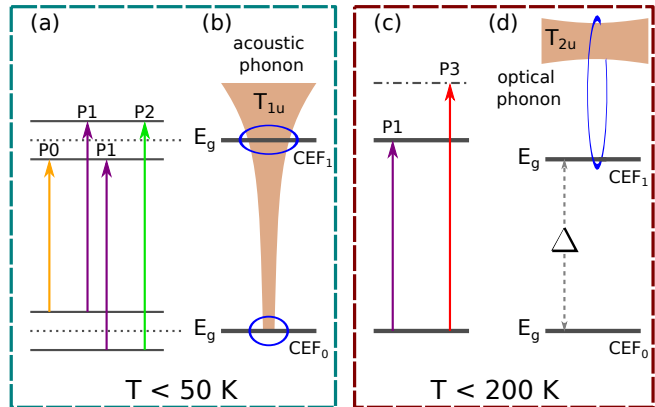 (a)
P1
P2
P0
P1
(b)
acoustic
phonon
T1u
Eg
CEF1
Eg
CEF0
T < 50 K
(c)
P3
P1
(d)
T2u
optical
phonon
Eg
CEF1
Δ
Eg
CEF0
T < 200 K